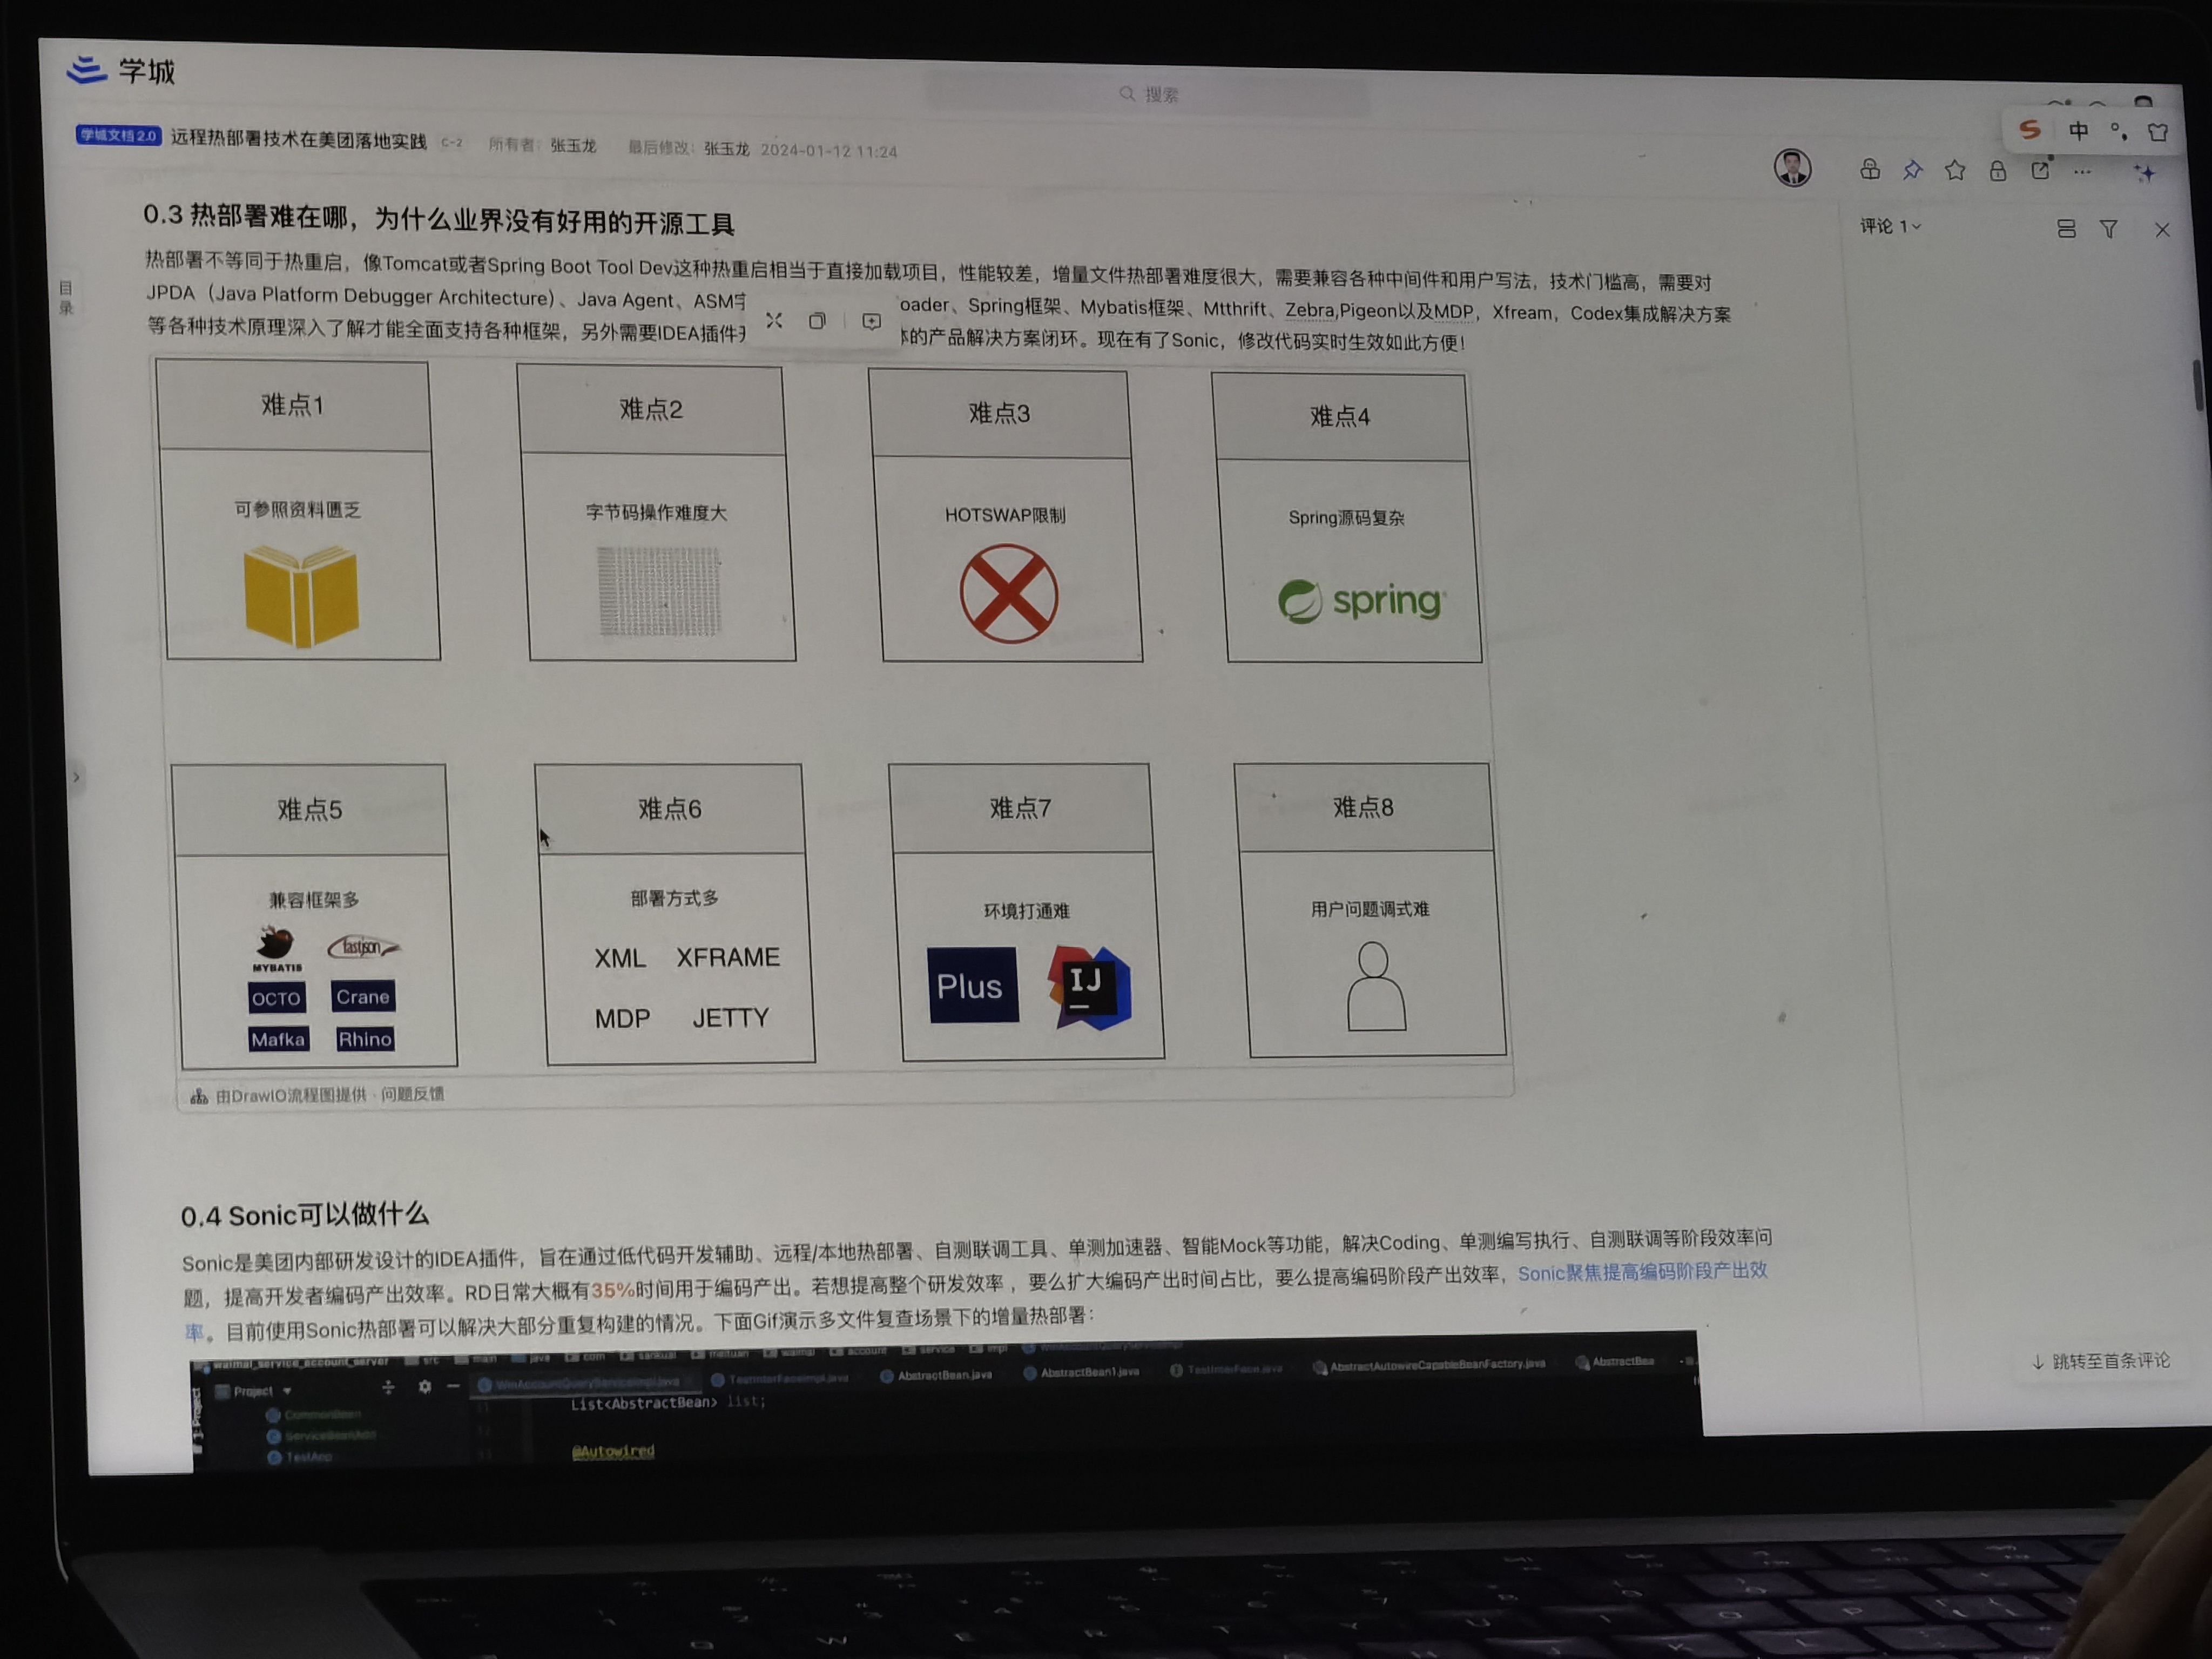 学城
搜索
中
学城文档2.0 远程热部署技术在美团落地实践 C-2 所有者: 张玉龙 最后修改: 张玉龙 2024-01-12 11:24
评论 1
目录
0.3 热部署难在哪，为什么业界没有好用的开源工具
热部署不等同于热重启，像Tomcat或者Spring Boot Tool Dev这种热重启相当于直接加载项目，性能较差，增量文件热部署难度很大，需要兼容各种中间件和用户写法，技术门槛高，需要对
JPDA（Java Platform Debugger Architecture）、Java Agent、ASM oader、Spring框架、Mybatis框架、Mtthrift、Zebra,Pigeon以及MDP，Xfream，Codex集成解决方案
等各种技术原理深入了解才能全面支持各种框架，另外需要IDEA插件 的产品解决方案闭环。现在有了Sonic，修改代码实时生效如此方便！
难点1 难点2 难点3 难点4
可参照资料匮乏 字节码操作难度大 HOTSWAP限制 Spring源码复杂
spring
难点5 难点6 难点7 难点8
兼容框架多 部署方式多 环境打通难 用户问题调式难
MYBATIS fastjson XML XFRAME Plus IJ
OCTO Crane MDP JETTY
Mafka Rhino
由DrawIO流程图提供 · 问题反馈
0.4 Sonic可以做什么
Sonic是美团内部研发设计的IDEA插件，旨在通过低代码开发辅助、远程/本地热部署、自测联调工具、单测加速器、智能Mock等功能，解决Coding、单测编写执行、自测联调等阶段效率问
题，提高开发者编码产出效率。RD日常大概有35%时间用于编码产出。若想提高整个研发效率，要么扩大编码产出时间占比，要么提高编码阶段产出效率，Sonic聚焦提高编码阶段产出效
率。目前使用Sonic热部署可以解决大部分重复构建的情况。下面Gif演示多文件复查场景下的增量热部署：
跳转至首条评论
waimai_service_account_server src main java com sankuai meituan waimai account service impl
Project WmAccountQueryServiceImpl.java TestInterFaceImpl.java AbstractBean.java AbstractBean1.java TestInterFace.java AbstractAutowireCapableBeanFactory.java AbstractBea
CommonBean List<AbstractBean> list;
TestApp @Autowired